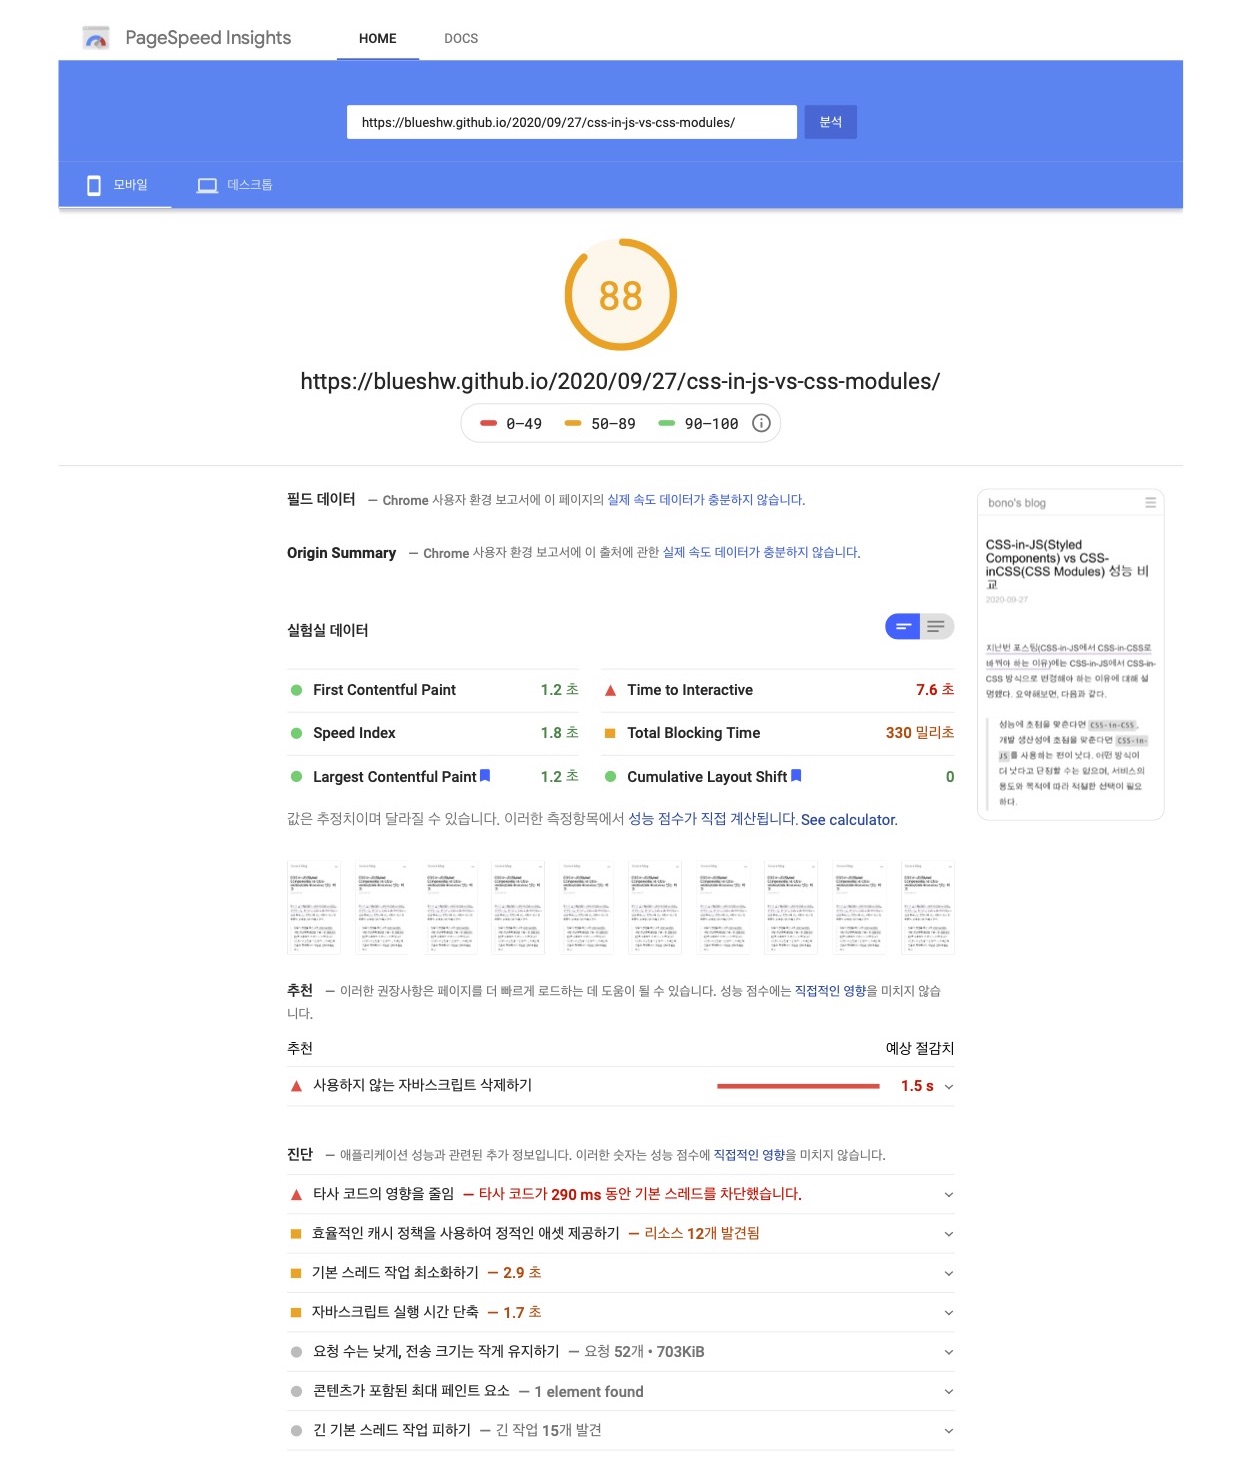 PageSpeed Insights
HOME
DOCS
https://blueshw.github.io/2020/09/27/css-in-js-vs-css-modules/
분석
모바일
데스크톱
88
https://blueshw.github.io/2020/09/27/css-in-js-vs-css-modules/
0–49
50–89
90–100
필드 데이터 — Chrome 사용자 환경 보고서에 이 페이지의 실제 속도 데이터가 충분하지 않습니다.
Origin Summary — Chrome 사용자 환경 보고서에 이 출처에 관한 실제 속도 데이터가 충분하지 않습니다.
bono's blog
CSS-in-JS(Styled
Components) vs CSS-
inCSS(CSS Modules) 성능 비
교
2020-09-27
지난번 포스팅(CSS-in-JS에서 CSS-in-CSS로
바꿔야 하는 이유)에는 CSS-in-JS에서 CSS-in-
CSS 방식으로 변경해야 하는 이유에 대해 설
명했다. 요약해보면, 다음과 같다.
성능에 초점을 맞춘다면 CSS-in-CSS,
개발 생산성에 초점을 맞춘다면 CSS-in-
JS를 사용하는 편이 낫다. 어떤 방식이
더 낫다고 단정할 수는 없으며, 서비스의
용도와 목적에 따라 적절한 선택이 필요
하다.
실험실 데이터
First Contentful Paint 1.2 초
Time to Interactive 7.6 초
Speed Index 1.8 초
Total Blocking Time 330 밀리초
Largest Contentful Paint 1.2 초
Cumulative Layout Shift 0
값은 추정치이며 달라질 수 있습니다. 이러한 측정항목에서 성능 점수가 직접 계산됩니다. See calculator.
추천 — 이러한 권장사항은 페이지를 더 빠르게 로드하는 데 도움이 될 수 있습니다. 성능 점수에는 직접적인 영향을 미치지 않습
니다.
추천 예상 절감치
사용하지 않는 자바스크립트 삭제하기 1.5 s
진단 — 애플리케이션 성능과 관련된 추가 정보입니다. 이러한 숫자는 성능 점수에 직접적인 영향을 미치지 않습니다.
타사 코드의 영향을 줄임 — 타사 코드가 290 ms 동안 기본 스레드를 차단했습니다.
효율적인 캐시 정책을 사용하여 정적인 애셋 제공하기 — 리소스 12개 발견됨
기본 스레드 작업 최소화하기 — 2.9 초
자바스크립트 실행 시간 단축 — 1.7 초
요청 수는 낮게, 전송 크기는 작게 유지하기 — 요청 52개 • 703KiB
콘텐츠가 포함된 최대 페인트 요소 — 1 element found
긴 기본 스레드 작업 피하기 — 긴 작업 15개 발견